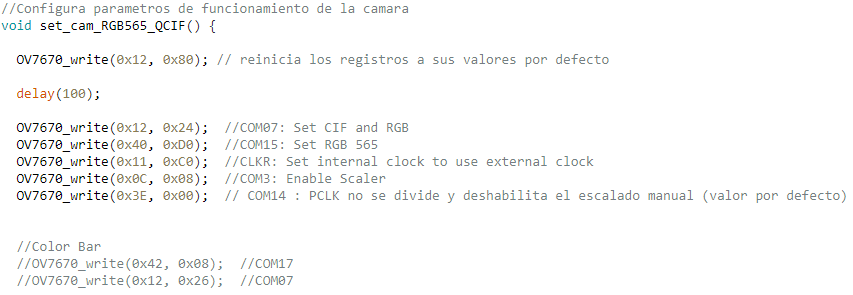 //Configura parametros de funcionamiento de la camara
void set_cam_RGB565_QCIF() {
OV7670_write(0x12, 0x80); // reinicia los registros a sus valores por defecto
delay(100);
OV7670_write(0x12, 0x24);  //COM07: Set CIF and RGB
OV7670_write(0x40, 0xD0);  //COM15: Set RGB 565
OV7670_write(0x11, 0xC0);  //CLKR: Set internal clock to use external clock
OV7670_write(0x0C, 0x08);  //COM3: Enable Scaler
OV7670_write(0x3E, 0x00);  // COM14 : PCLK no se divide y deshabilita el escalado manual (valor por defecto)
//Color Bar
//OV7670_write(0x42, 0x08);  //COM17
//OV7670_write(0x12, 0x26);  //COM07